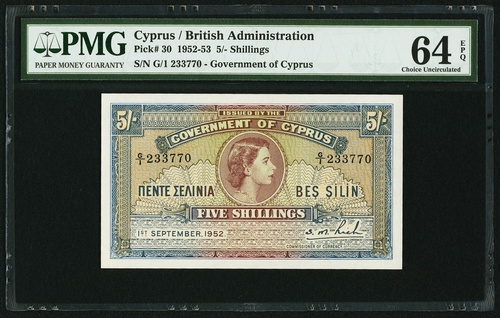 PMG
PAPER MONEY GUARANTY
Cyprus / British Administration
Pick# 30 1952-53 5/- Shillings
S/N G/1 233770 - Government of Cyprus
64 EPQ
Choice Uncirculated
ISSUED BY THE
5/- GOVERNMENT OF CYPRUS 5/-
G/1 233770 G/1 233770
ΠΕΝΤΕ ΣΕΛΙΝΙΑ BEŞ ŞİLİN
FIVE SHILLINGS
1ST SEPTEMBER, 1952.
COMMISSIONER OF CURRENCY